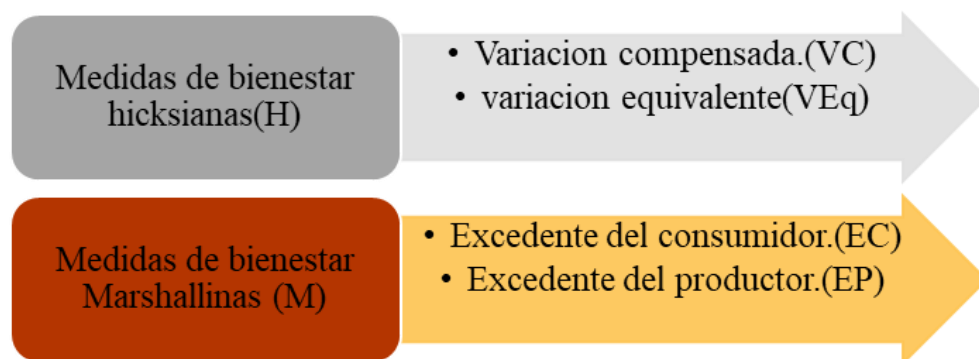 Medidas de bienestar
hicksianas(H)
• Variacion compensada.(VC)
• variacion equivalente(VEq)
Medidas de bienestar
Marshallinas (M)
• Excedente del consumidor.(EC)
• Excedente del productor.(EP)